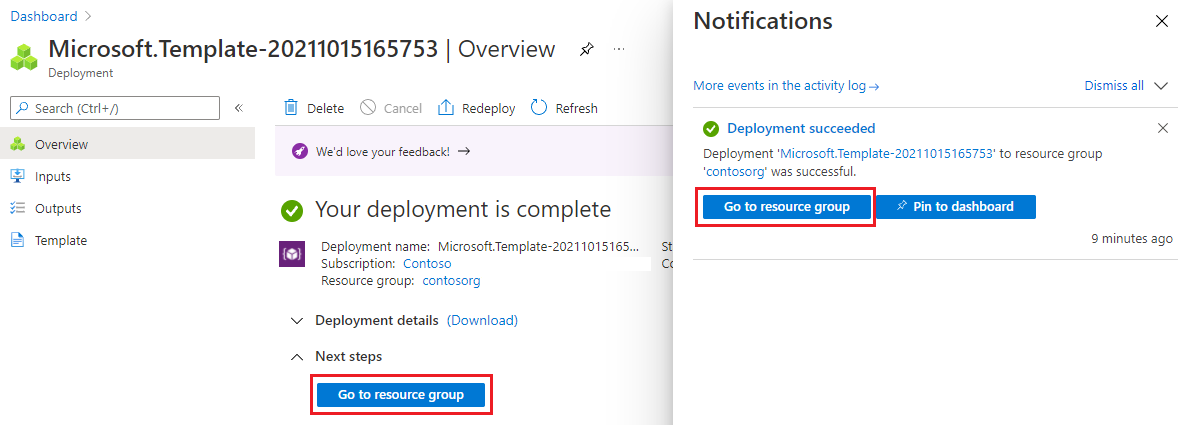 Dashboard
Microsoft.Template-20211015165753 | Overview
Deployment
Search (Ctrl+/)
Overview
Inputs
Outputs
Template
Delete Cancel Redeploy Refresh
We'd love your feedback!
Your deployment is complete
Deployment name: Microsoft.Template-20211015165... St
Subscription: Contoso Co
Resource group: contosorg
Deployment details (Download)
Next steps
Go to resource group
Notifications
More events in the activity log Dismiss all
Deployment succeeded
Deployment 'Microsoft.Template-20211015165753' to resource group
'contosorg' was successful.
Go to resource group Pin to dashboard
9 minutes ago